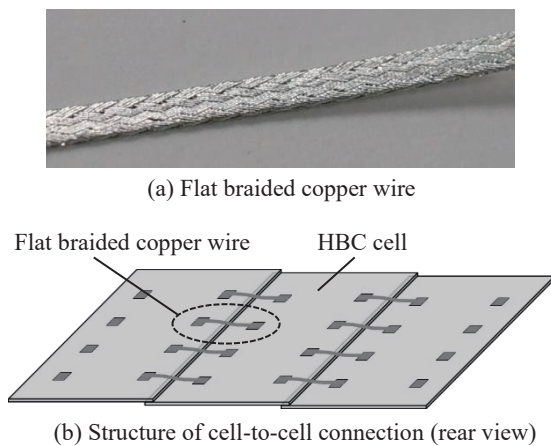 (a) Flat braided copper wire
Flat braided copper wire
HBC cell
(b) Structure of cell-to-cell connection (rear view)